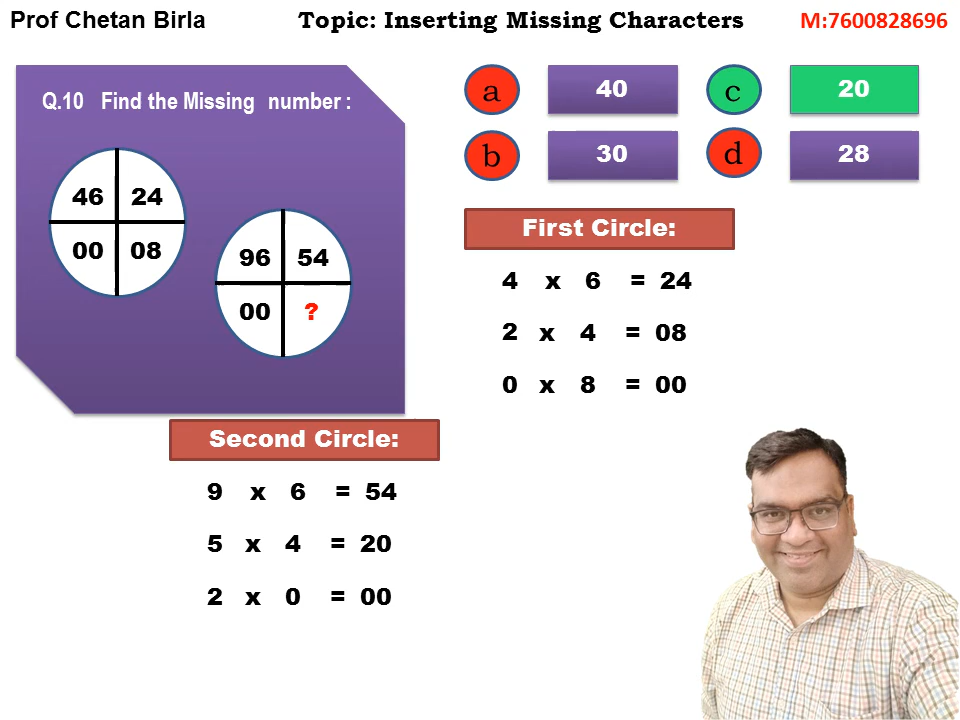 Prof Chetan Birla Topic: Inserting Missing Characters M:7600828696
Q.10 Find the Missing number :
46 24
00 08
96 54
00 ?
a 40 c 20
b 30 d 28
First Circle:
4 x 6 = 24
2 x 4 = 08
0 x 8 = 00
Second Circle:
9 x 6 = 54
5 x 4 = 20
2 x 0 = 00